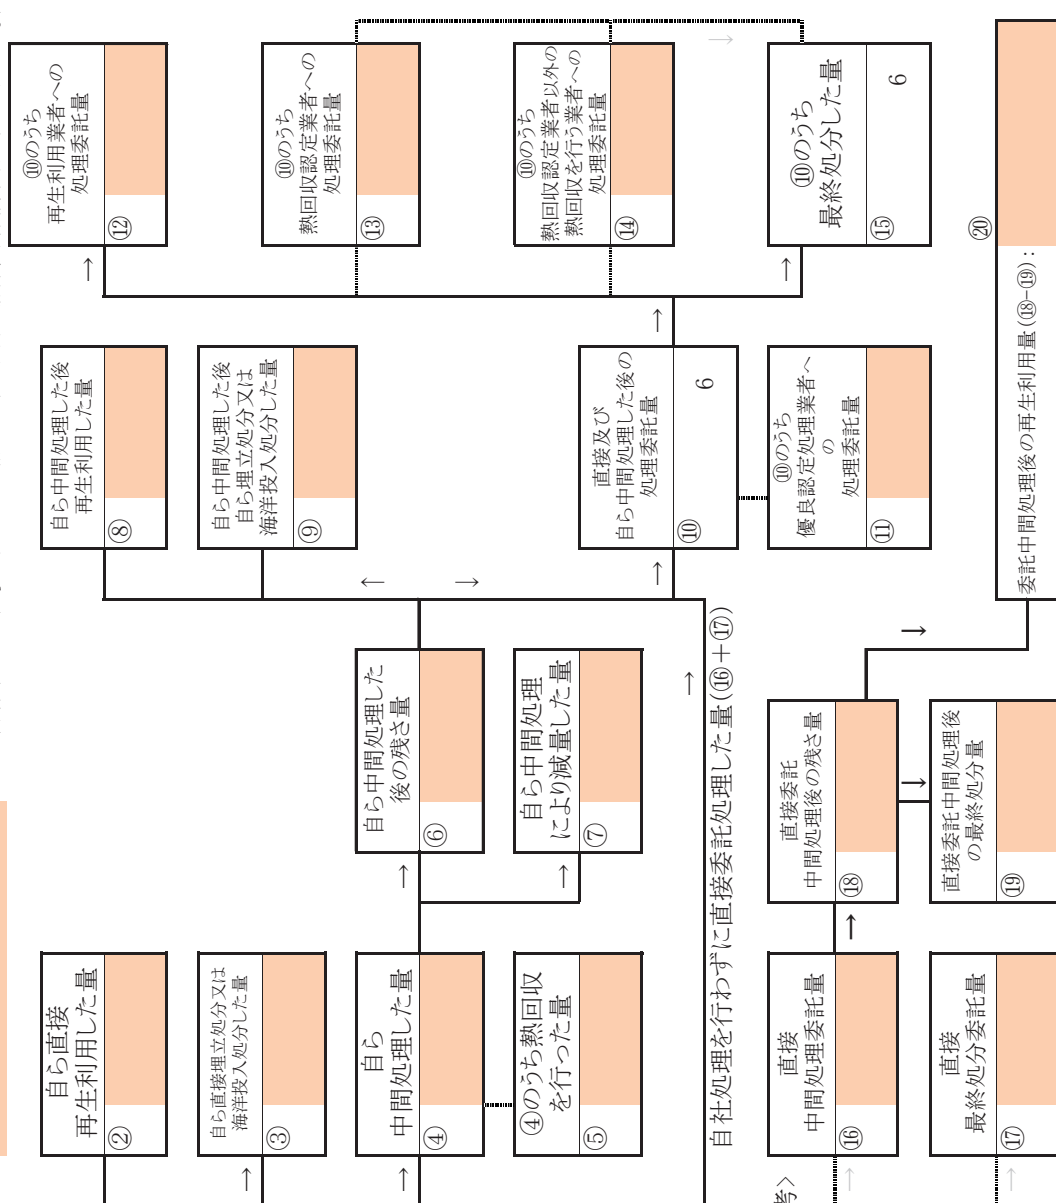 自ら直接
再生利用した量
②
自ら直接埋立処分又は
海洋投入処分した量
③
→
自ら
中間処理した量
④
→
④のうち熱回収
を行った量
⑤
自ら中間処理した
後の残さ量
⑥
→
自ら中間処理
により減量した量
⑦
→
自ら中間処理した後
再生利用した量
⑧
自ら中間処理した後
自ら埋立処分又は
海洋投入処分した量
⑨
直接及び
自ら中間処理した後の
処理委託量
⑩
6
→
⑩のうち
優良認定処理業者へ
の
処理委託量
⑪
⑩のうち
再生利用業者への
処理委託量
⑫
→
⑩のうち
熱回収認定業者への
処理委託量
⑬
⑩のうち
熱回収認定業者以外の
熱回収を行う業者への
処理委託量
⑭
⑩のうち
最終処分した量
⑮
6
→
自社処理を行わずに直接委託処理した量(⑯+⑰)
→
考>
直接
中間処理委託量
⑯
→
直接
最終処分委託量
⑰
→
直接委託
中間処理後の残さ量
⑱
→
直接委託中間処理後
の最終処分量
⑲
委託中間処理後の再生利用量(⑱-⑲):
⑳